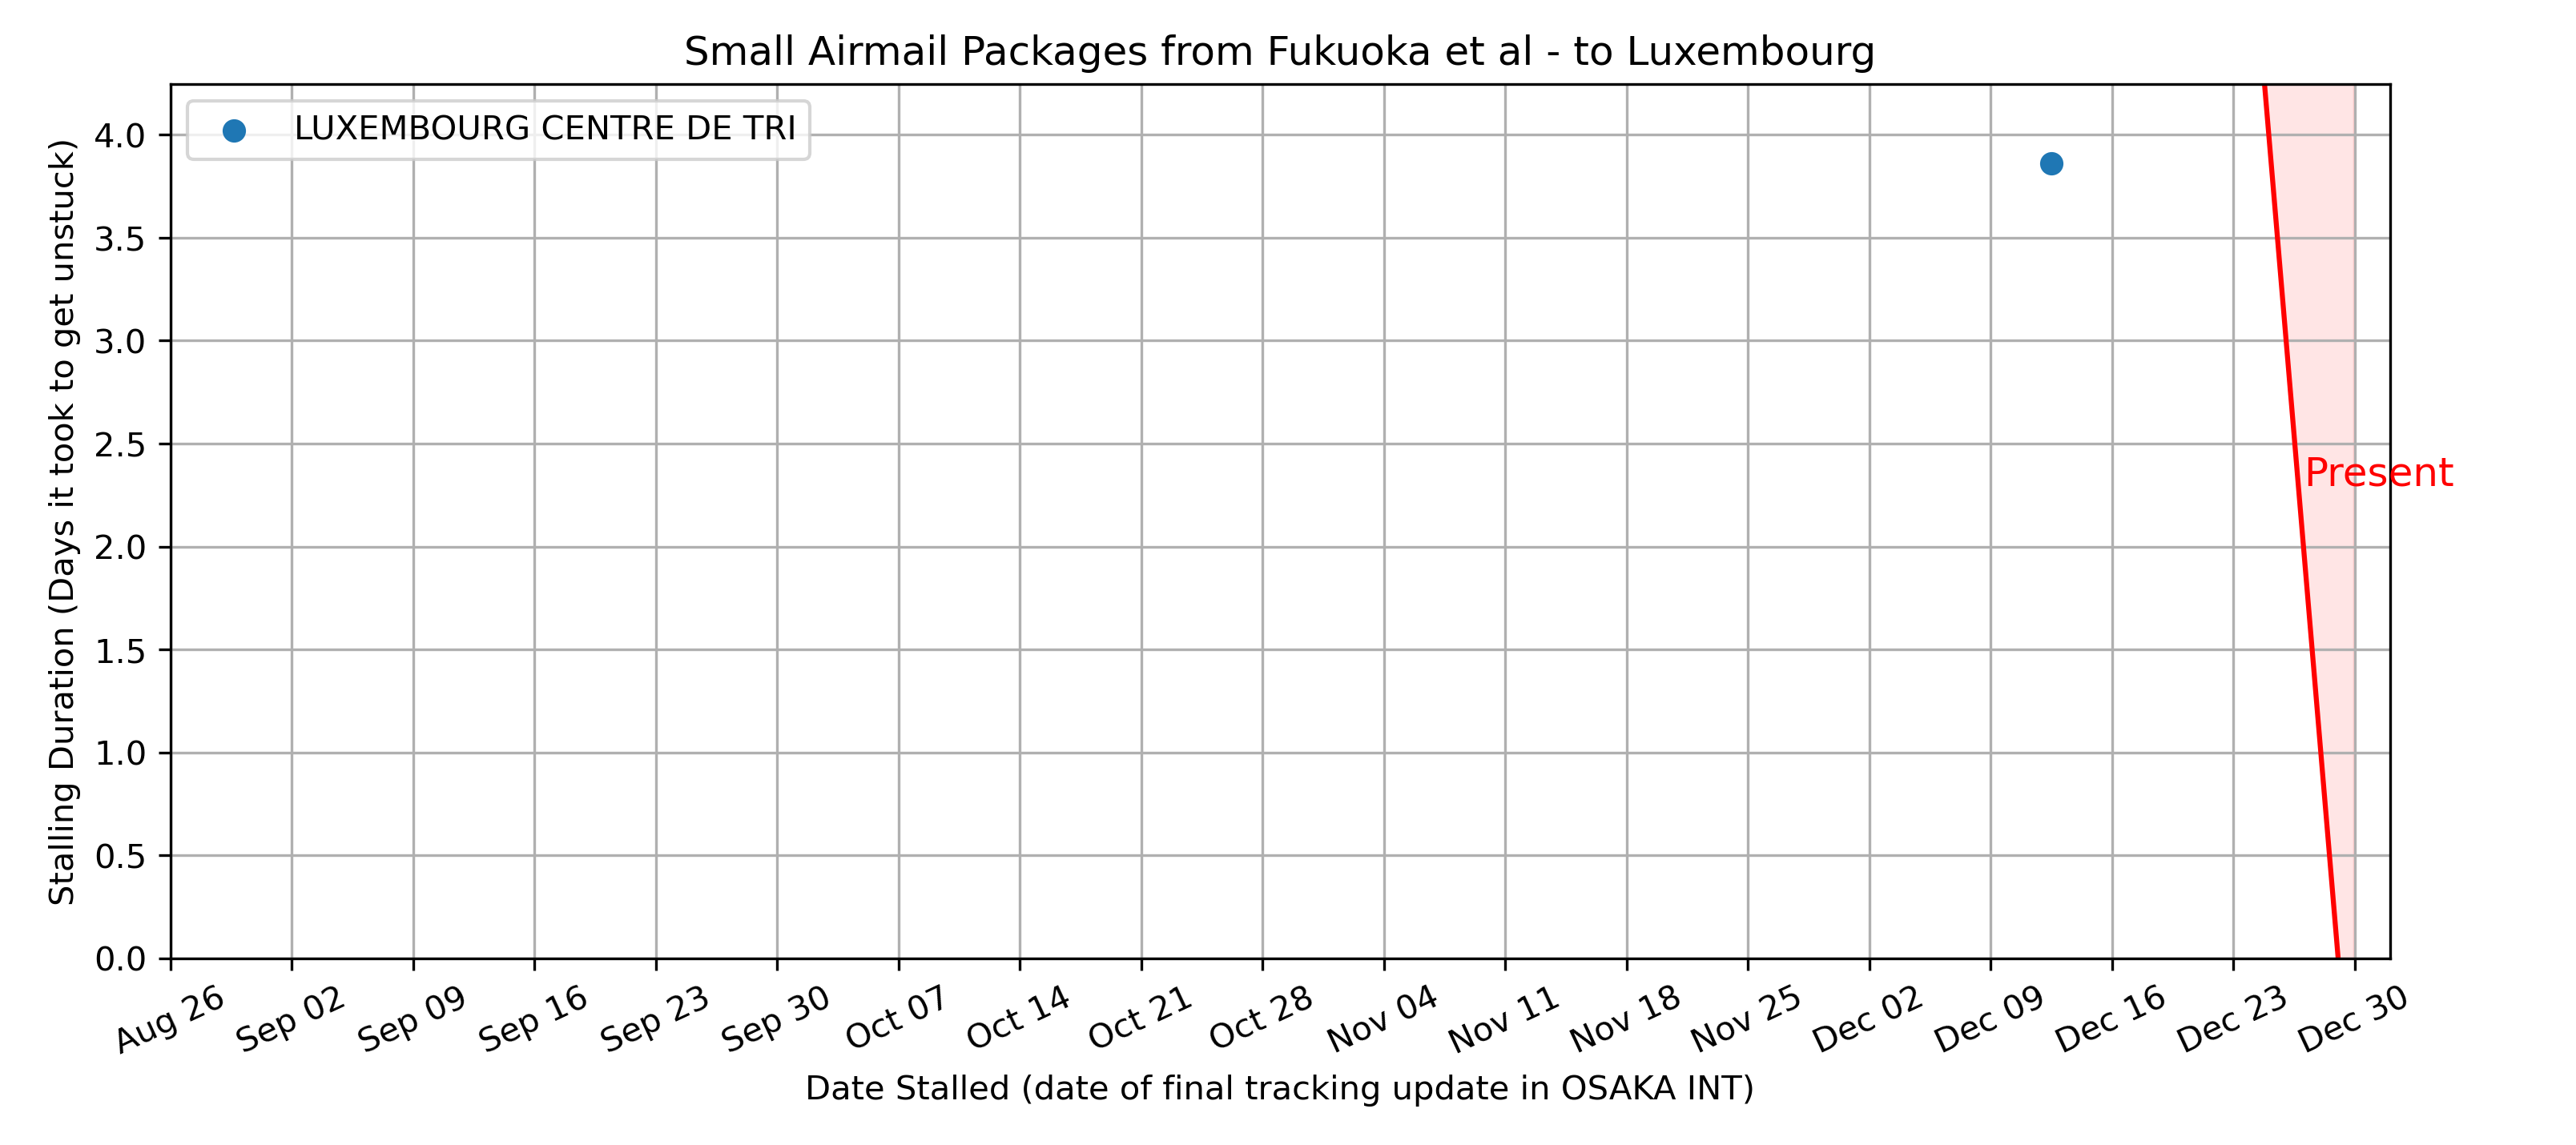 Small Airmail Packages from Fukuoka et al - to Luxembourg
LUXEMBOURG CENTRE DE TRI
Stalling Duration (Days it took to get unstuck)
4.0
3.5
3.0
2.5
2.0
1.5
1.0
0.5
0.0
Present
Aug 26 Sep 02 Sep 09 Sep 16 Sep 23 Sep 30 Oct 07 Oct 14 Oct 21 Oct 28 Nov 04 Nov 11 Nov 18 Nov 25 Dec 02 Dec 09 Dec 16 Dec 23 Dec 30
Date Stalled (date of final tracking update in OSAKA INT)